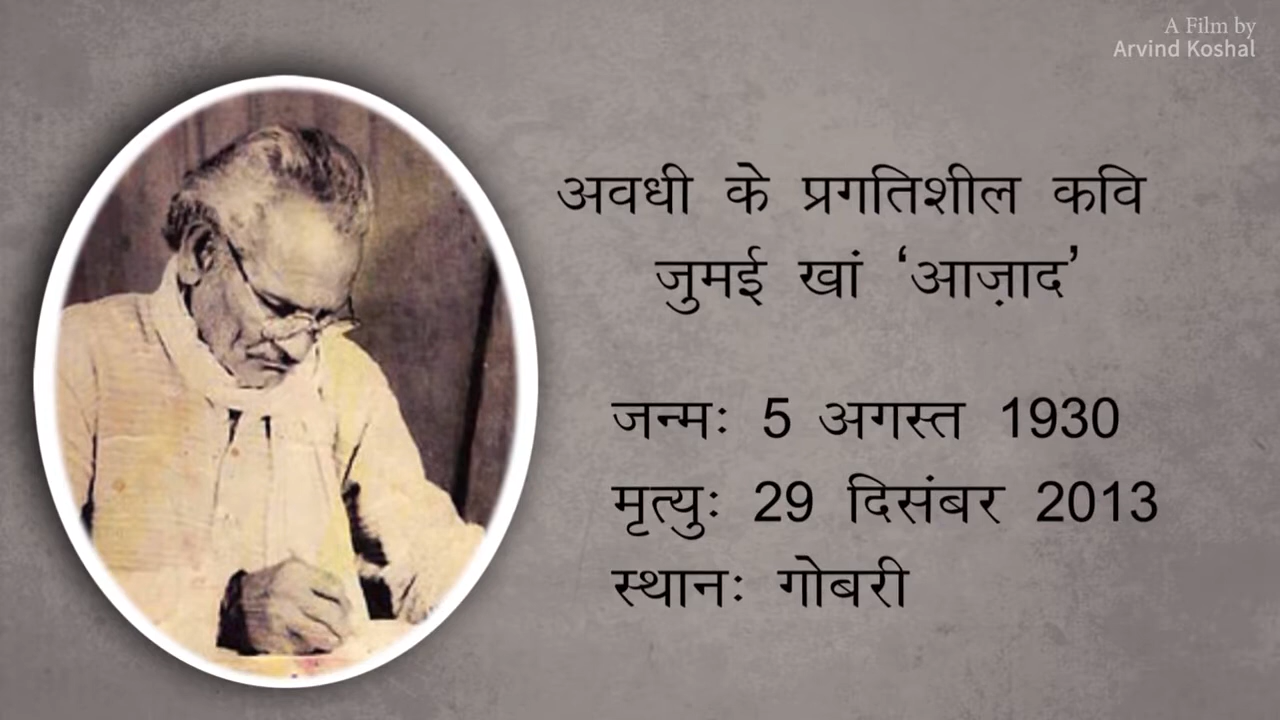 A Film by
Arvind Koshal
अवधी के प्रगतिशील कवि
जुमई खां ‘आज़ाद’
जन्मः 5 अगस्त 1930
मृत्युः 29 दिसंबर 2013
स्थानः गोबरी